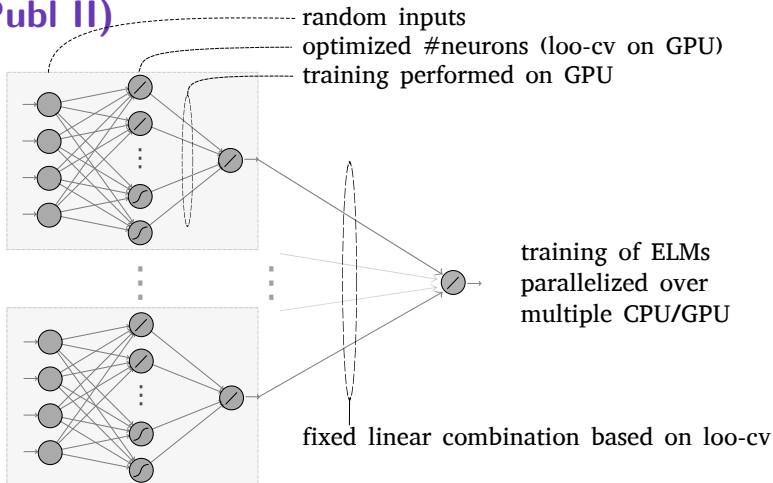 Publ II)
random inputs
optimized #neurons (loo-cv on GPU)
training performed on GPU
training of ELMs
parallelized over
multiple CPU/GPU
fixed linear combination based on loo-cv